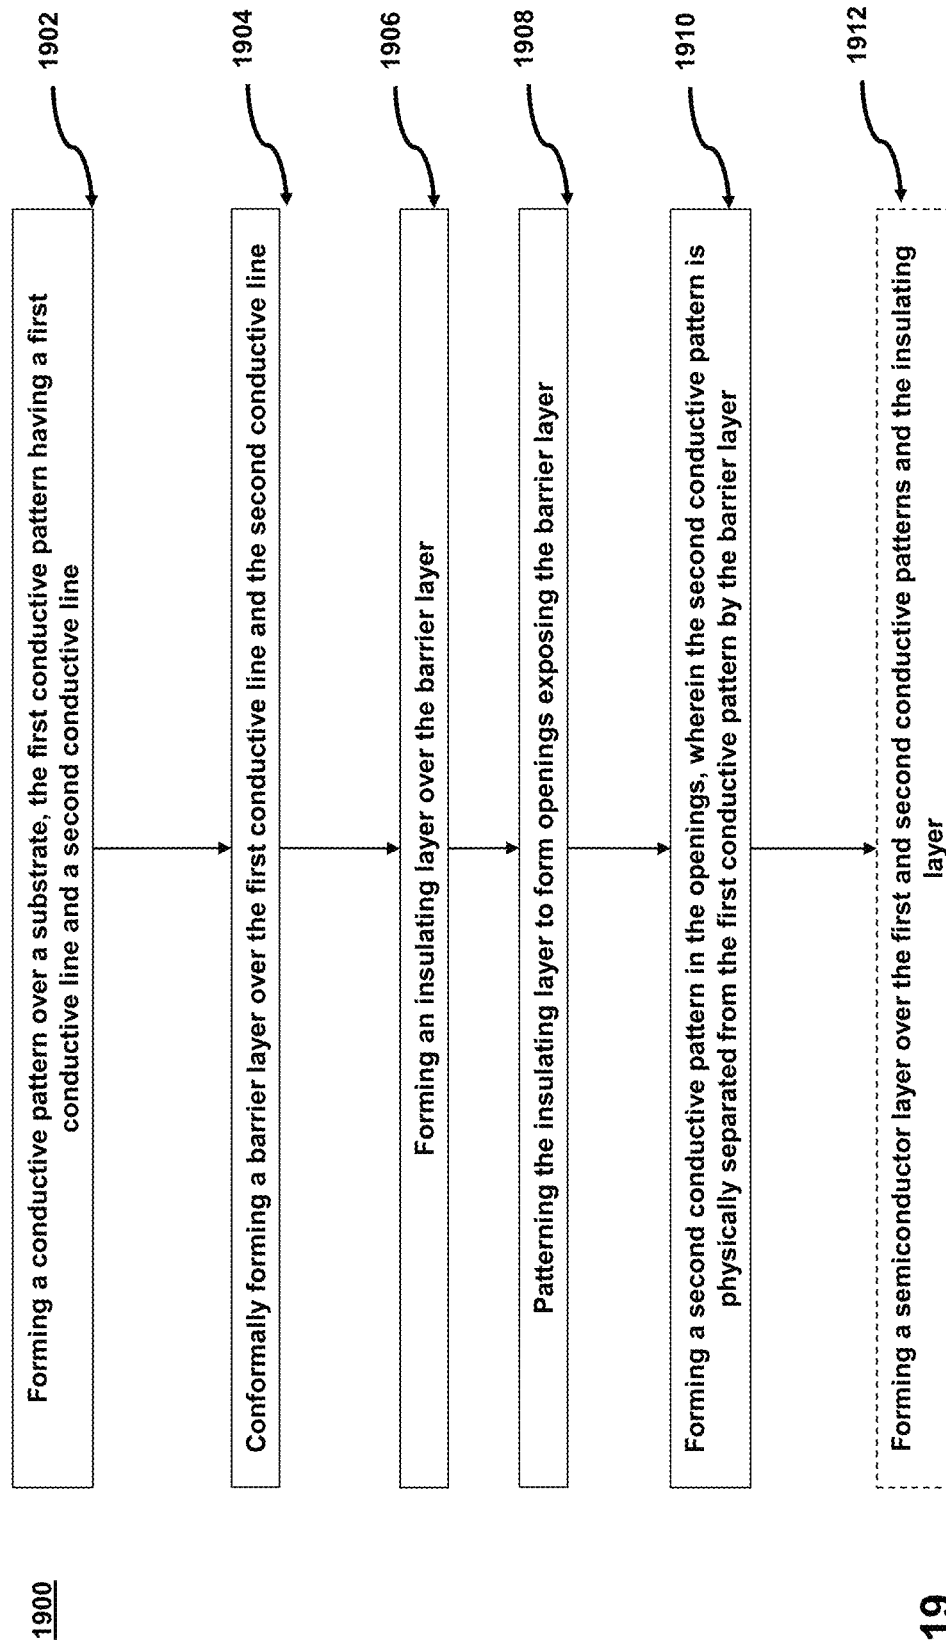 1900
1902
Forming a conductive pattern over a substrate, the first conductive pattern having a first
conductive line and a second conductive line
1904
Conformally forming a barrier layer over the first conductive line and the second conductive line
1906
Forming an insulating layer over the barrier layer
1908
Patterning the insulating layer to form openings exposing the barrier layer
1910
Forming a second conductive pattern in the openings, wherein the second conductive pattern is
physically separated from the first conductive pattern by the barrier layer
1912
Forming a semiconductor layer over the first and second conductive patterns and the insulating
layer
19